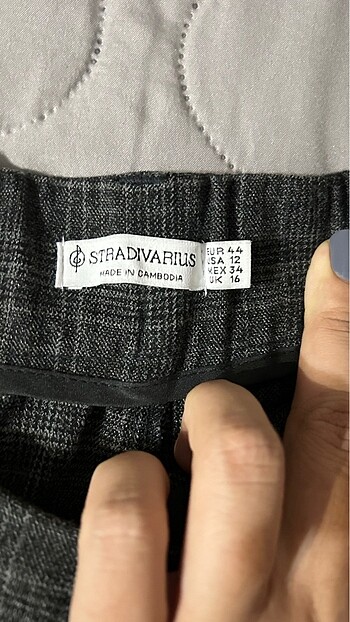 STRADIVARIUS
MADE IN CAMBODIA
EUR 44
USA 12
MEX 34
UK 16